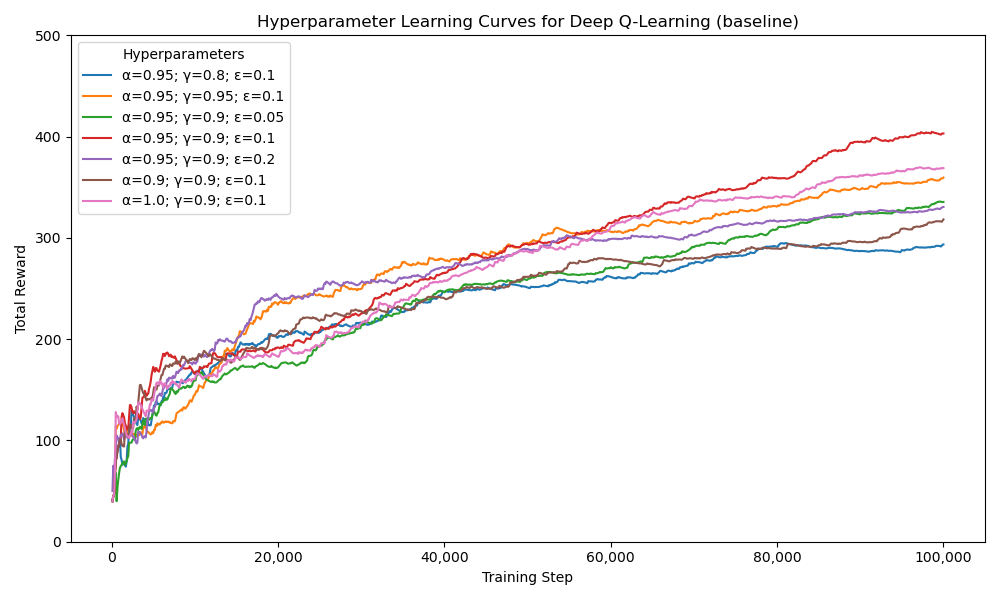 Hyperparameter Learning Curves for Deep Q-Learning (baseline)
Hyperparameters
α=0.95; γ=0.8; ε=0.1
α=0.95; γ=0.95; ε=0.1
α=0.95; γ=0.9; ε=0.05
α=0.95; γ=0.9; ε=0.1
α=0.95; γ=0.9; ε=0.2
α=0.9; γ=0.9; ε=0.1
α=1.0; γ=0.9; ε=0.1
Total Reward
500
400
300
200
100
0
0 20,000 40,000 60,000 80,000 100,000
Training Step